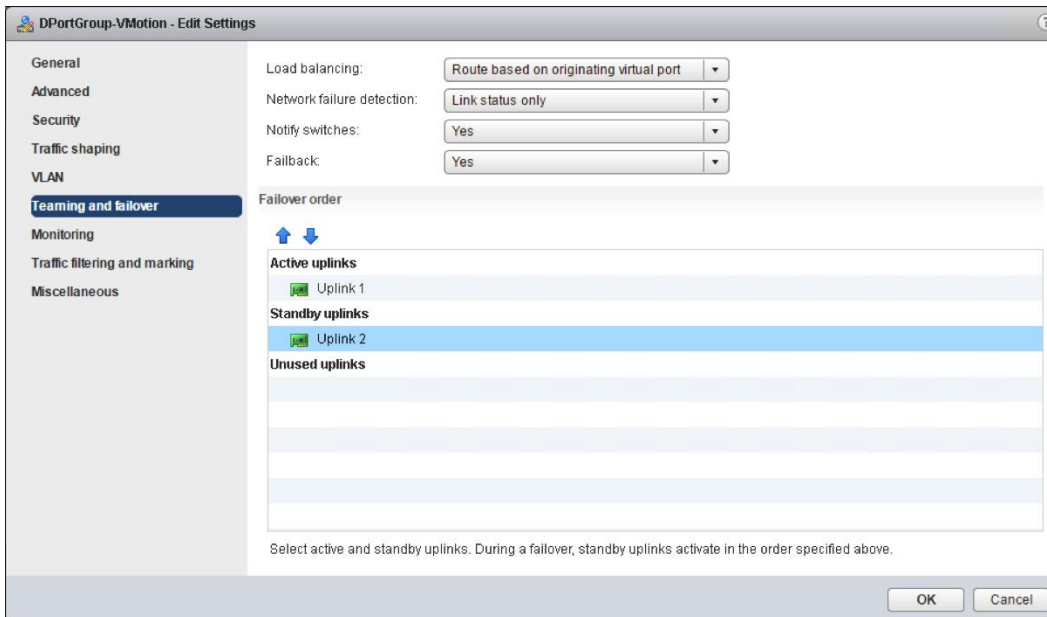 DPortGroup-VMotion - Edit Settings
General
Advanced
Security
Traffic shaping
VLAN
Teaming and failover
Monitoring
Traffic filtering and marking
Miscellaneous
Load balancing: Route based on originating virtual port
Network failure detection: Link status only
Notify switches: Yes
Failback: Yes
Failover order
Active uplinks
Uplink 1
Standby uplinks
Uplink 2
Unused uplinks
Select active and standby uplinks. During a failover, standby uplinks activate in the order specified above.
OK Cancel